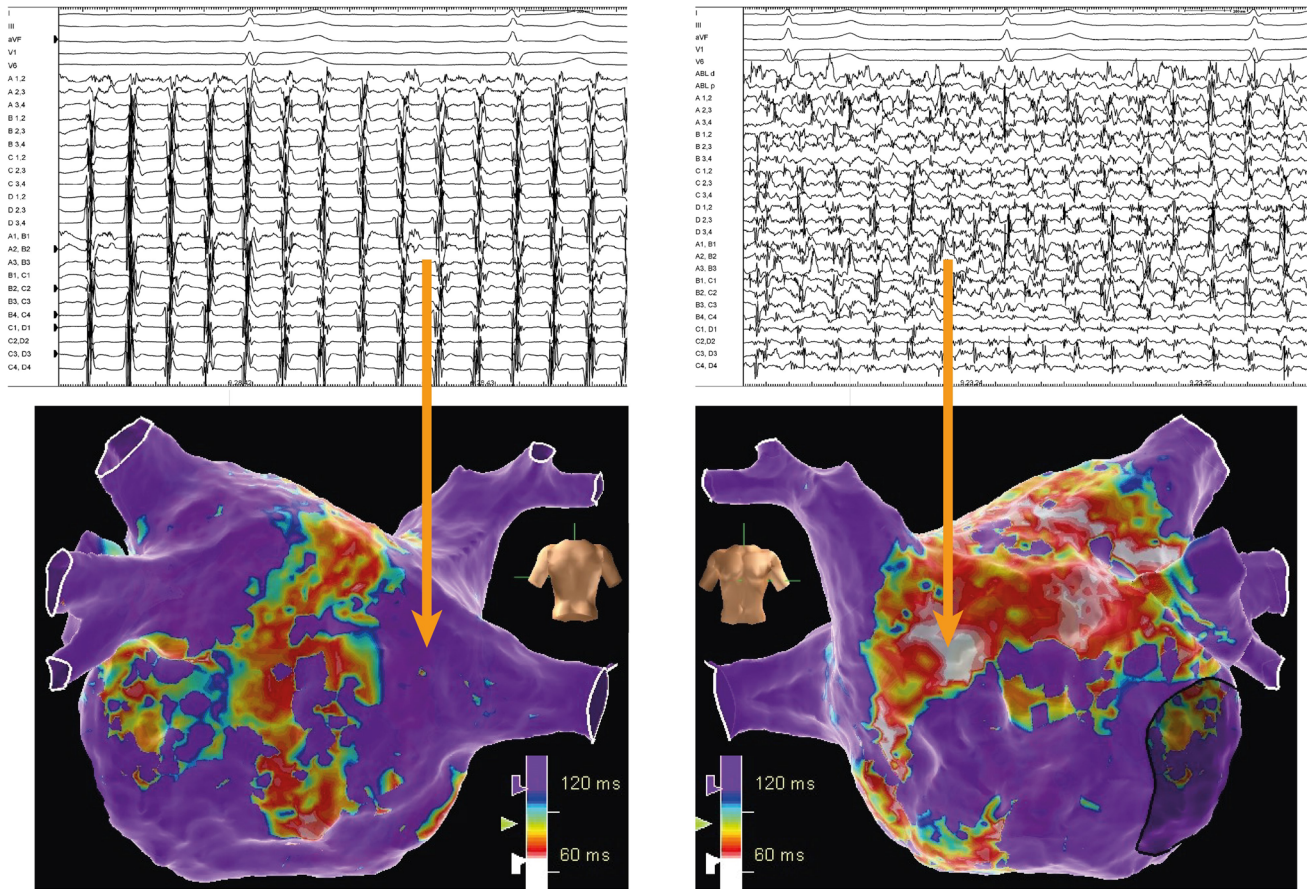 I
III
aVF
V1
V6
A 1,2
A 2,3
A 3,4
B 1,2
B 2,3
B 3,4
C 1,2
C 2,3
C 3,4
D 1,2
D 2,3
D 3,4
A1, B1
A2, B2
A3, B3
B1, C1
B2, C2
B3, C3
B4, C4
C1, D1
C2,D2
C3, D3
C4, D4
120 ms
60 ms
I
III
aVF
V1
V6
ABL d
ABL p
A 1,2
A 2,3
A 3,4
B 1,2
B 2,3
B 3,4
C 1,2
C 2,3
C 3,4
D 1,2
D 2,3
D 3,4
A1, B1
A2, B2
A3, B3
B1, C1
B2, C2
B3, C3
B4, C4
C1, D1
C2,D2
C3, D3
C4, D4
120 ms
60 ms